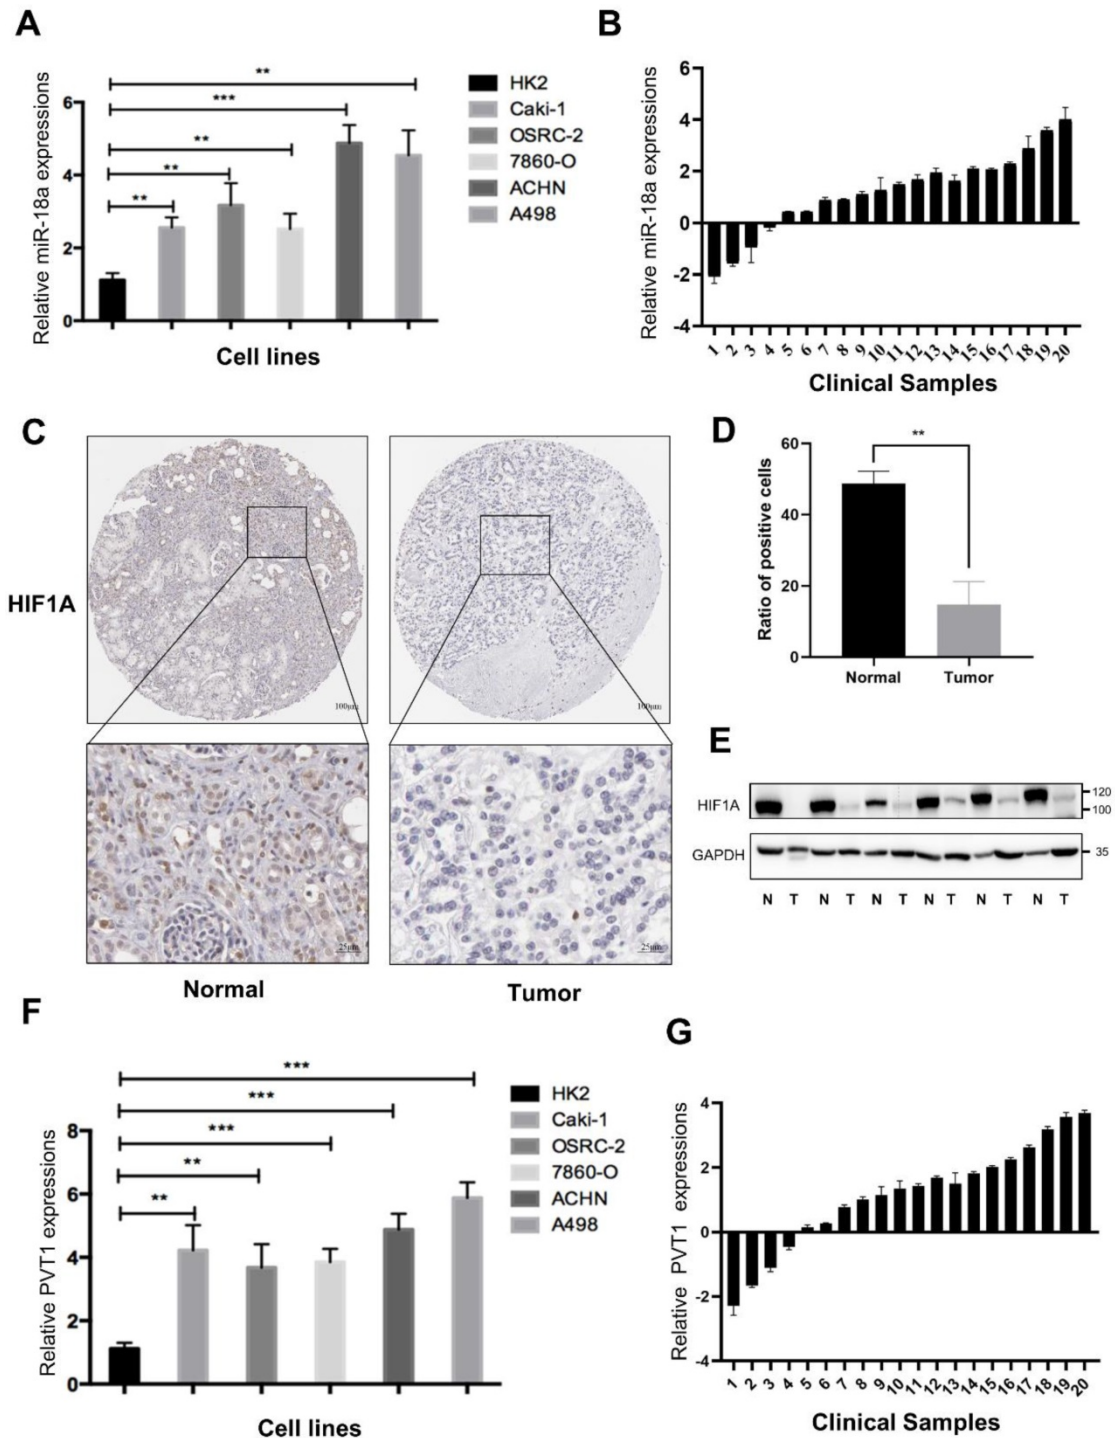 A
Relative miR-18a expressions
6
4
2
0
**
***
**
**
**
Cell lines
HK2
Caki-1
OSRC-2
7860-O
ACHN
A498
B
Relative miR-18a expressions
6
4
2
0
-2
-4
1 2 3 4 5 6 7 8 9 10 11 12 13 14 15 16 17 18 19 20
Clinical Samples
C
HIF1A
100μm
100μm
25μm
25μm
Normal
Tumor
D
Ratio of positive cells
60
40
20
0
**
Normal
Tumor
E
HIF1A
120
100
GAPDH
35
N T N T N T N T N T N T
F
Relative PVT1 expressions
8
6
4
2
0
***
***
***
**
**
Cell lines
HK2
Caki-1
OSRC-2
7860-O
ACHN
A498
G
Relative PVT1 expressions
4
2
0
-2
-4
1 2 3 4 5 6 7 8 9 10 11 12 13 14 15 16 17 18 19 20
Clinical Samples